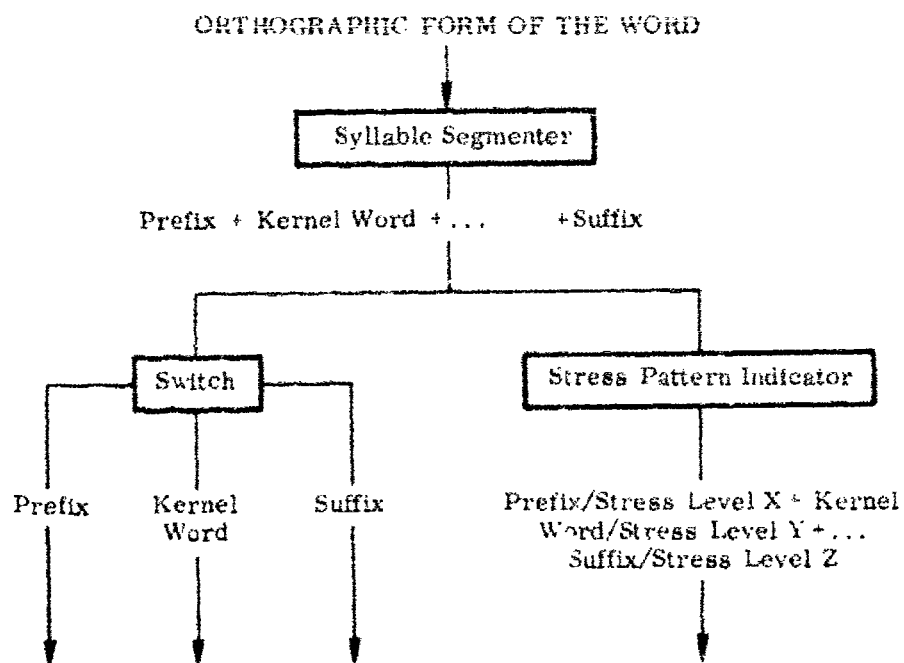 ORTHOGRAPHIC FORM OF THE WORD
Syllable Segmenter
Prefix + Kernel Word +... +Suffix
Switch
Stress Pattern Indicator
Prefix
Kernel
Word
Suffix
Prefix/Stress Level X + Kernel
Word/Stress Level Y +...
Suffix/Stress Level Z